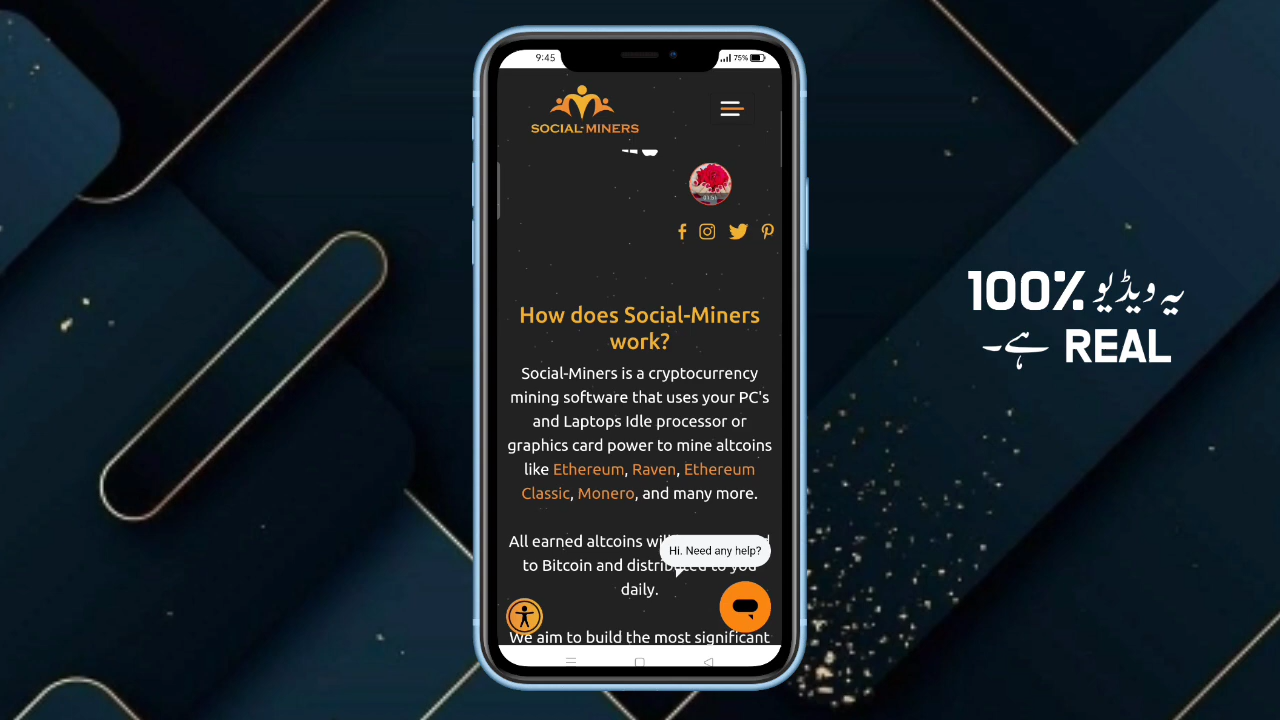 9:45
75%
SOCIAL-MINERS
How does Social-Miners
work?
Social-Miners is a cryptocurrency
mining software that uses your PC's
and Laptops Idle processor or
graphics card power to mine altcoins
like Ethereum, Raven, Ethereum
Classic, Monero, and many more.
All earned altcoins
Hi. Need any help?
to Bitcoin and distributed to you
daily.
We aim to build the most significant
یہ ویڈیو 100%
REAL ہے۔